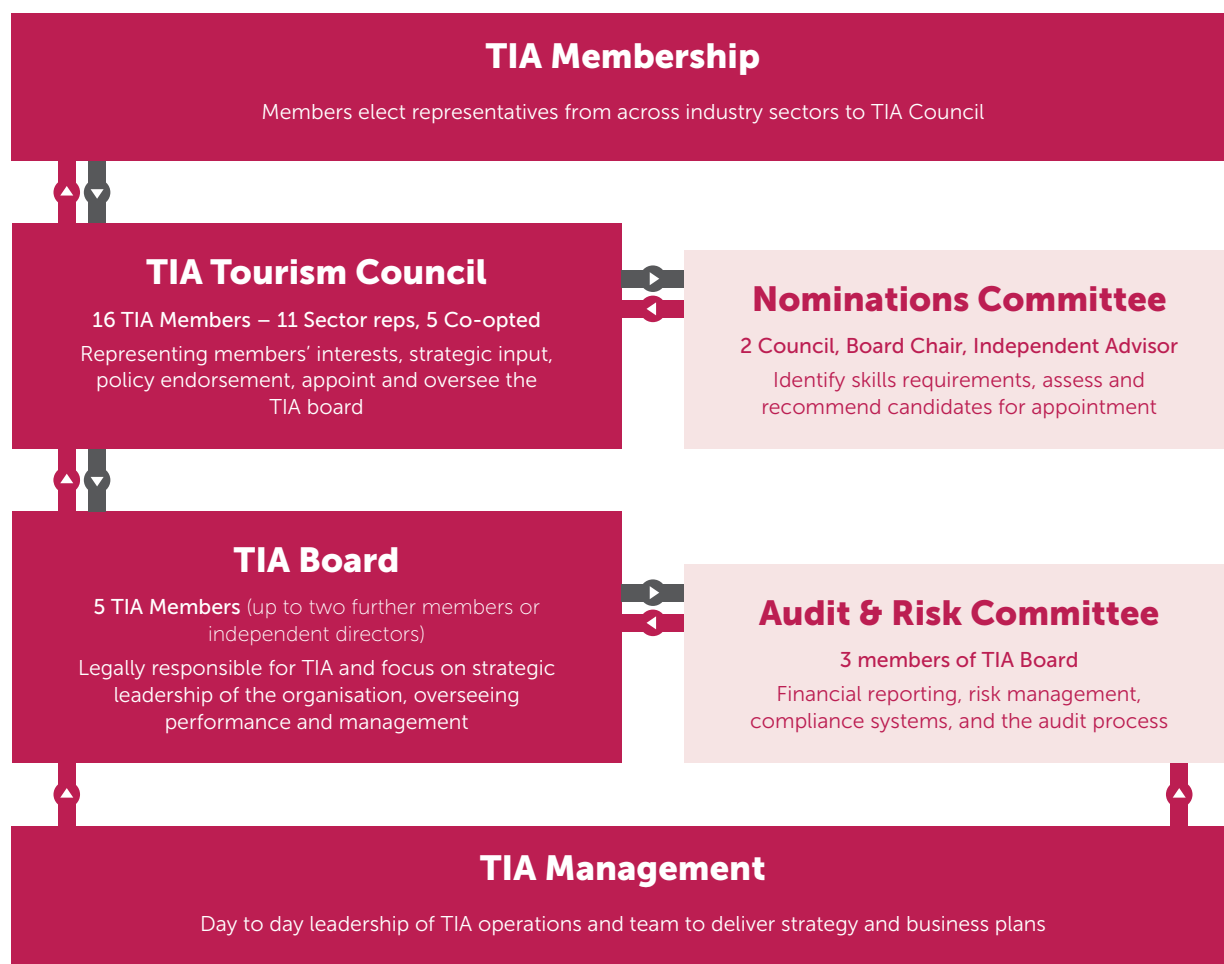 TIA Membership
Members elect representatives from across industry sectors to TIA Council
TIA Tourism Council
16 TIA Members – 11 Sector reps, 5 Co-opted
Representing members’ interests, strategic input,
policy endorsement, appoint and oversee the
TIA board
Nominations Committee
2 Council, Board Chair, Independent Advisor
Identify skills requirements, assess and
recommend candidates for appointment
TIA Board
5 TIA Members (up to two further members or
independent directors)
Legally responsible for TIA and focus on strategic
leadership of the organisation, overseeing
performance and management
Audit & Risk Committee
3 members of TIA Board
Financial reporting, risk management,
compliance systems, and the audit process
TIA Management
Day to day leadership of TIA operations and team to deliver strategy and business plans